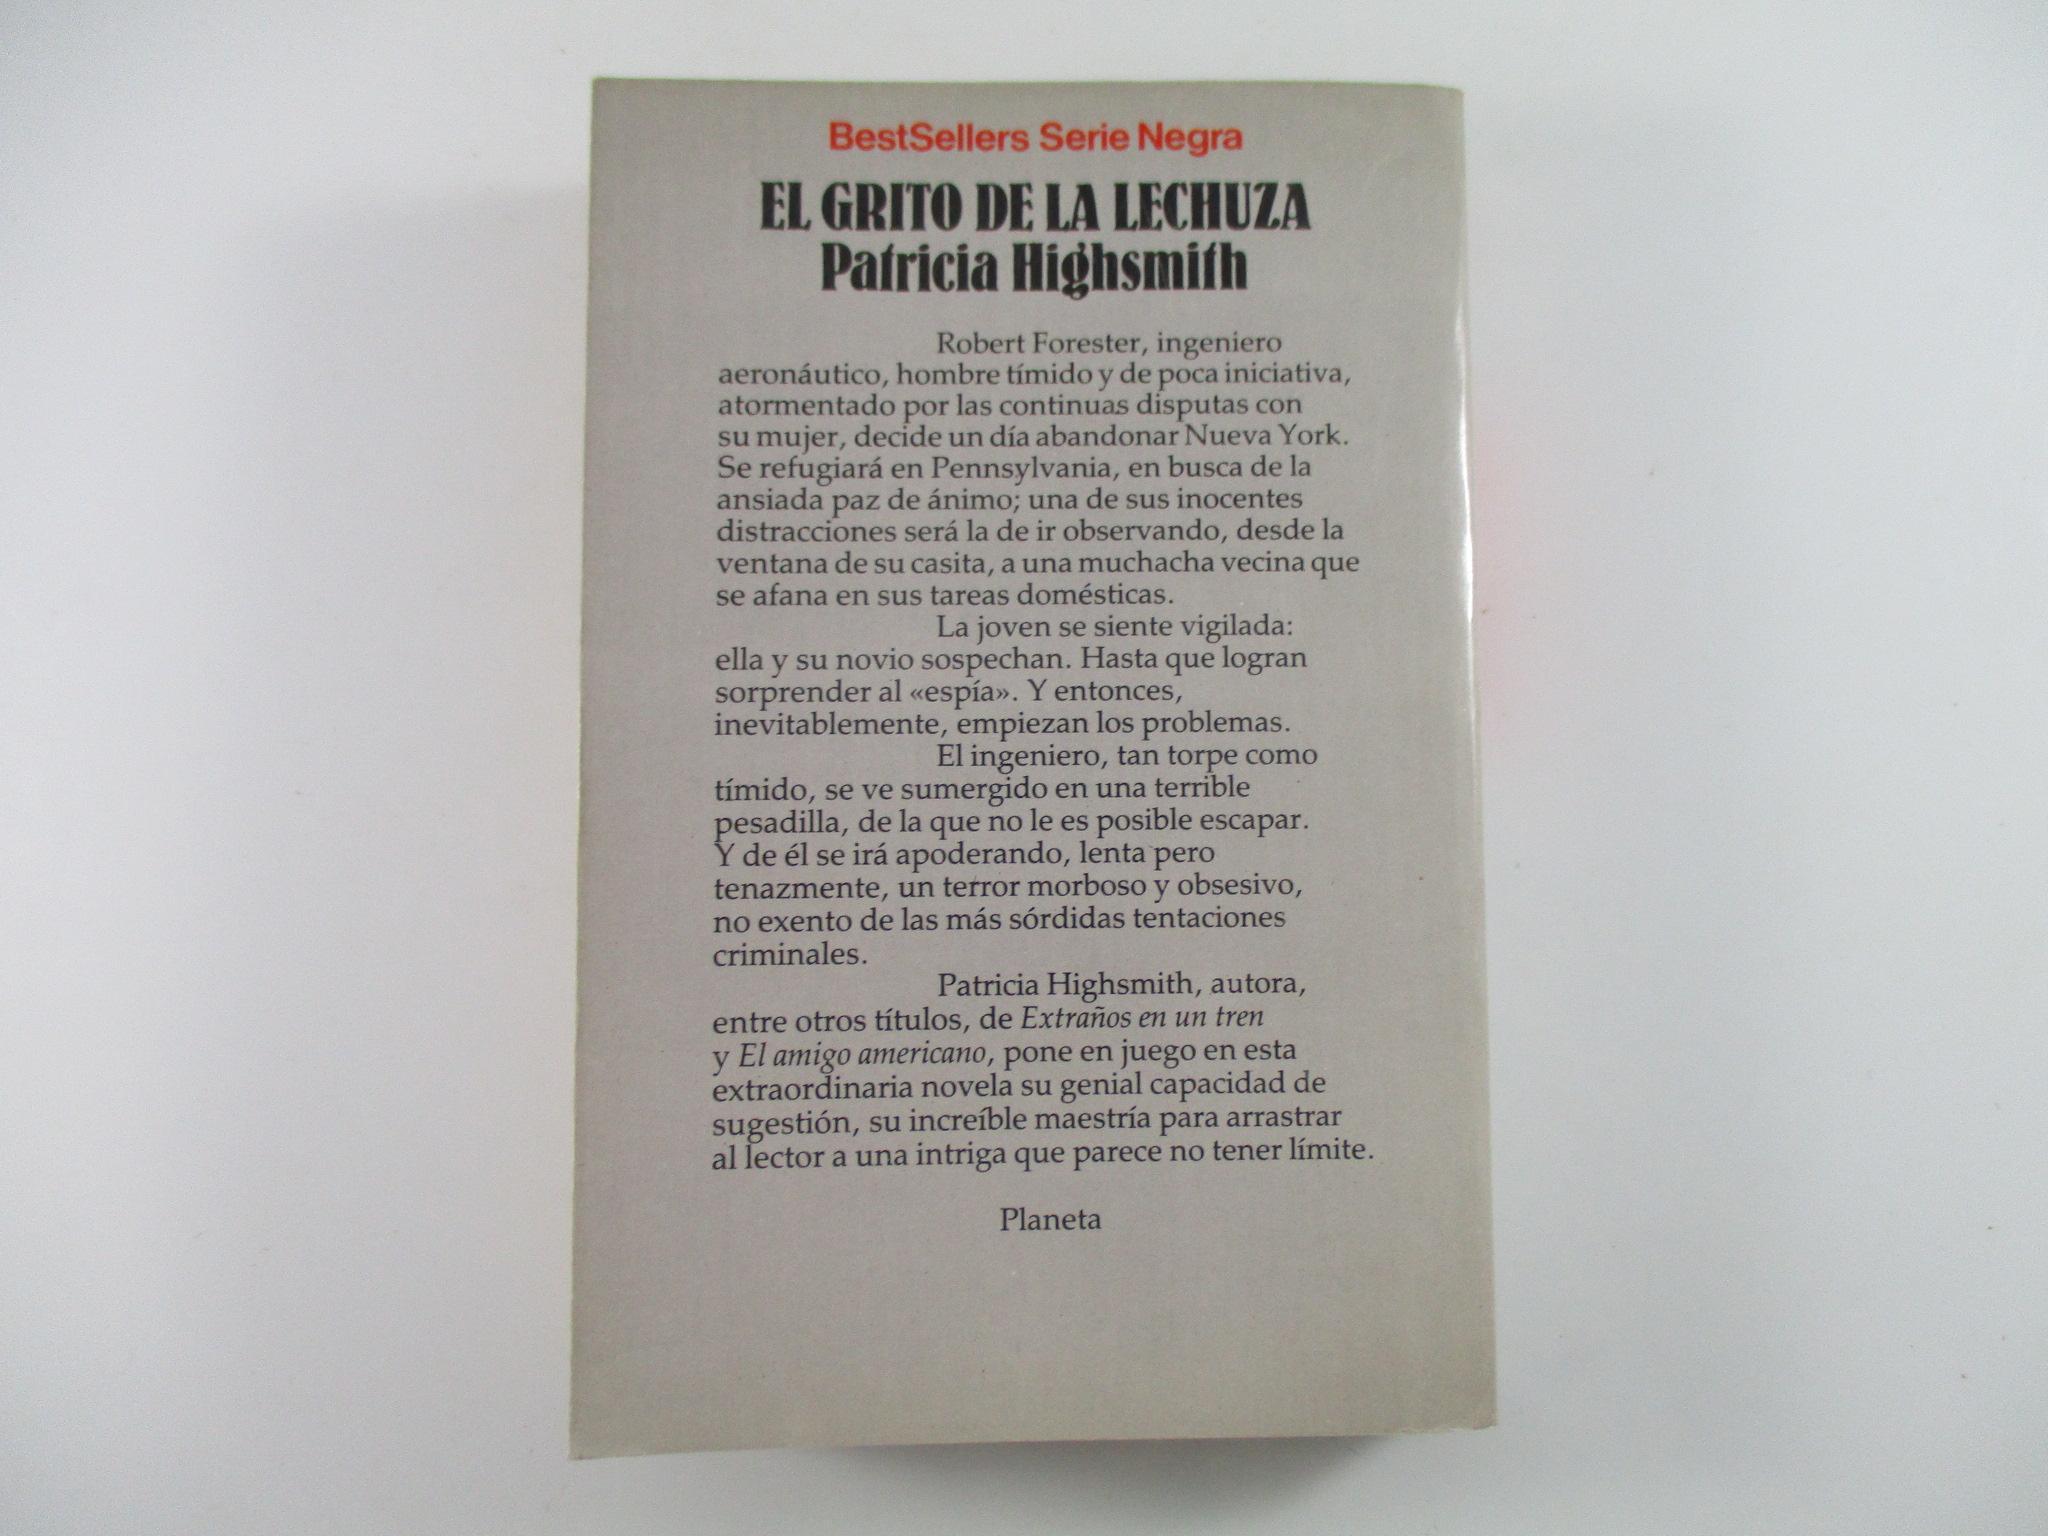 BestSellers Serie Negra
EL GRITO DE LA LECHUZA
Patricia Highsmith
Robert Forester, ingeniero
aeronáutico, hombre tímido y de poca iniciativa,
atormentado por las continuas disputas con
su mujer, decide un día abandonar Nueva York.
Se refugiará en Pennsylvania, en busca de la
ansiada paz de ánimo; una de sus inocentes
distracciones será la de ir observando, desde la
ventana de su casita, a una muchacha vecina que
se afana en sus tareas domésticas.
La joven se siente vigilada:
ella y su novio sospechan. Hasta que logran
sorprender al «espía». Y entonces,
inevitablemente, empiezan los problemas.
El ingeniero, tan torpe como
tímido, se ve sumergido en una terrible
pesadilla, de la que no le es posible escapar.
Y de él se irá apoderando, lenta pero
tenazmente, un terror morboso y obsesivo,
no exento de las más sórdidas tentaciones
criminales.
Patricia Highsmith, autora,
entre otros títulos, de Extraños en un tren
y El amigo americano, pone en juego en esta
extraordinaria novela su genial capacidad de
sugestión, su increíble maestría para arrastrar
al lector a una intriga que parece no tener límite.
Planeta